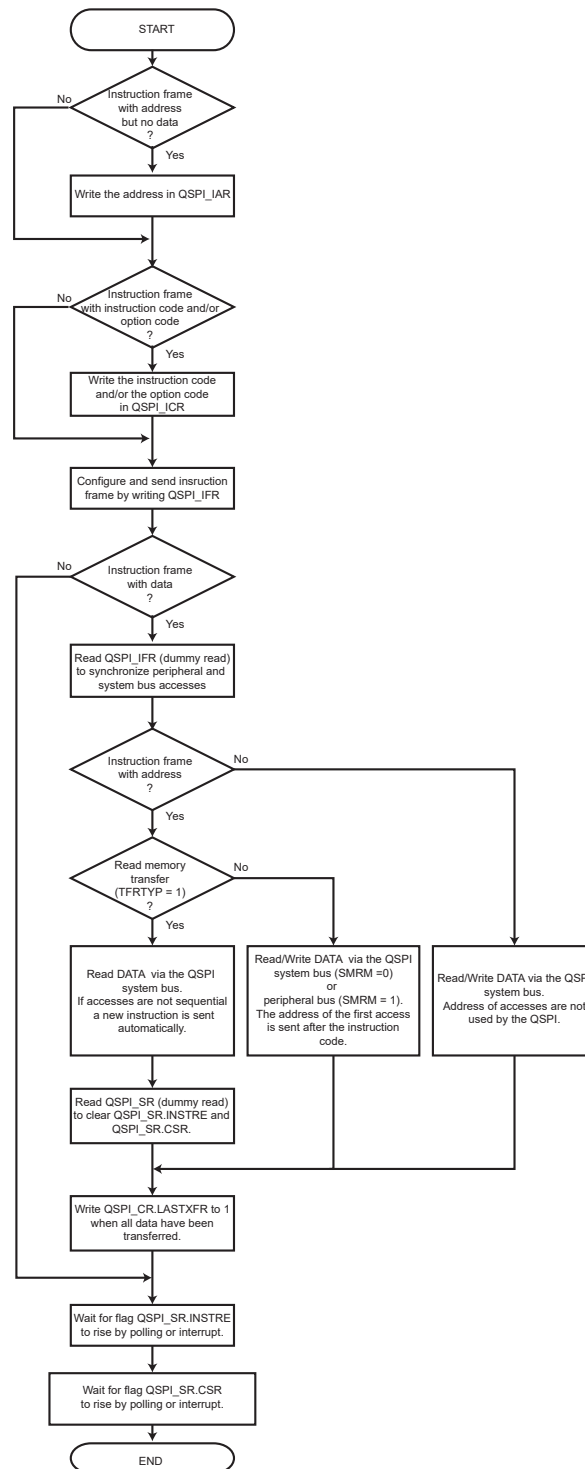 START
No
Instruction frame
with address
but no data
?
Yes
Write the address in QSPI_IAR
No
Instruction frame
with instruction code and/or
option code
?
Yes
Write the instruction code
and/or the option code
in QSPI_ICR
Configure and send insruction
frame by writing QSPI_IFR
No
Instruction frame
with data
?
Yes
Read QSPI_IFR (dummy read)
to synchronize peripheral and
system bus accesses
Instruction frame
with address
?
No
Yes
Read memory
transfer
(TFRTYP = 1)
?
No
Yes
Read DATA via the QSPI
system bus.
If accesses are not sequential
a new instruction is sent
automatically.
Read/Write DATA via the QSPI
system bus (SMRM =0)
or
peripheral bus (SMRM = 1).
The address of the first access
is sent after the instruction
code.
Read/Write DATA via the QSPI
system bus.
Address of accesses are not
used by the QSPI.
Read QSPI_SR (dummy read)
to clear QSPI_SR.INSTRE and
QSPI_SR.CSR.
Write QSPI_CR.LASTXFR to 1
when all data have been
transferred.
Wait for flag QSPI_SR.INSTRE
to rise by polling or interrupt.
Wait for flag QSPI_SR.CSR
to rise by polling or interrupt.
END